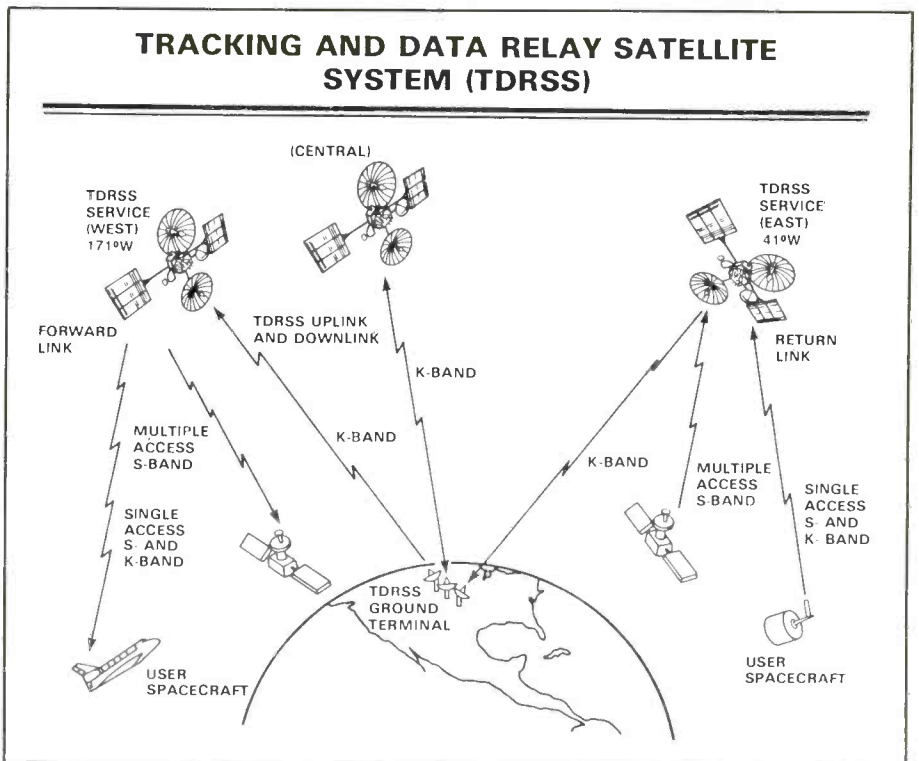 TRACKING AND DATA RELAY SATELLITE
SYSTEM (TDRSS)
(CENTRAL)
TDRSS
SERVICE
(WEST)
171ºW
TDRSS
SERVICE
(EAST)
41ºW
FORWARD
LINK
TDRSS UPLINK
AND DOWNLINK
RETURN
LINK
K-BAND
MULTIPLE
ACCESS
S-BAND
K-BAND
K-BAND
MULTIPLE
ACCESS
S-BAND
SINGLE
ACCESS
S- AND
K-BAND
SINGLE
ACCESS
S- AND
K- BAND
TDRSS
GROUND
TERMINAL
USER
SPACECRAFT
USER
SPACECRAFT